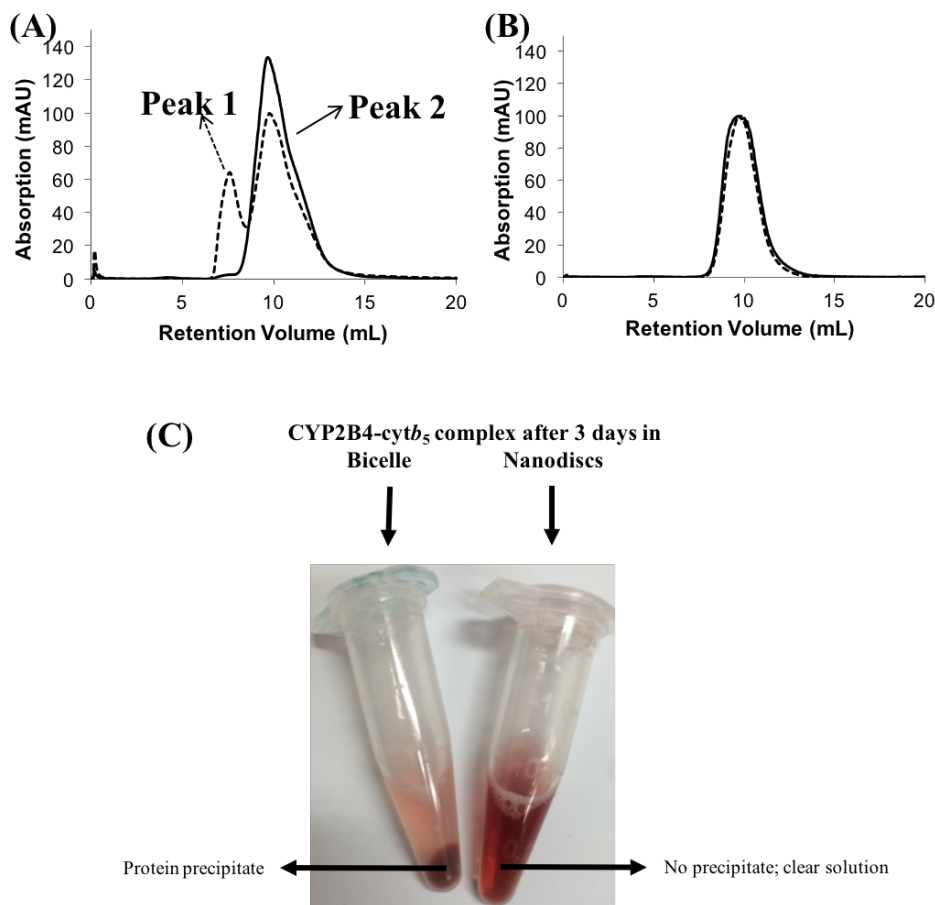 (A)
140
120
100
80
60
40
20
0
Absorption (mAU)
Peak 1
Peak 2
0 5 10 15 20
Retention Volume (mL)
(B)
140
120
100
80
60
40
20
0
Absorption (mAU)
0 5 10 15 20
Retention Volume (mL)
(C)
CYP2B4-cytb5 complex after 3 days in
Bicelle Nanodiscs
Protein precipitate
No precipitate; clear solution